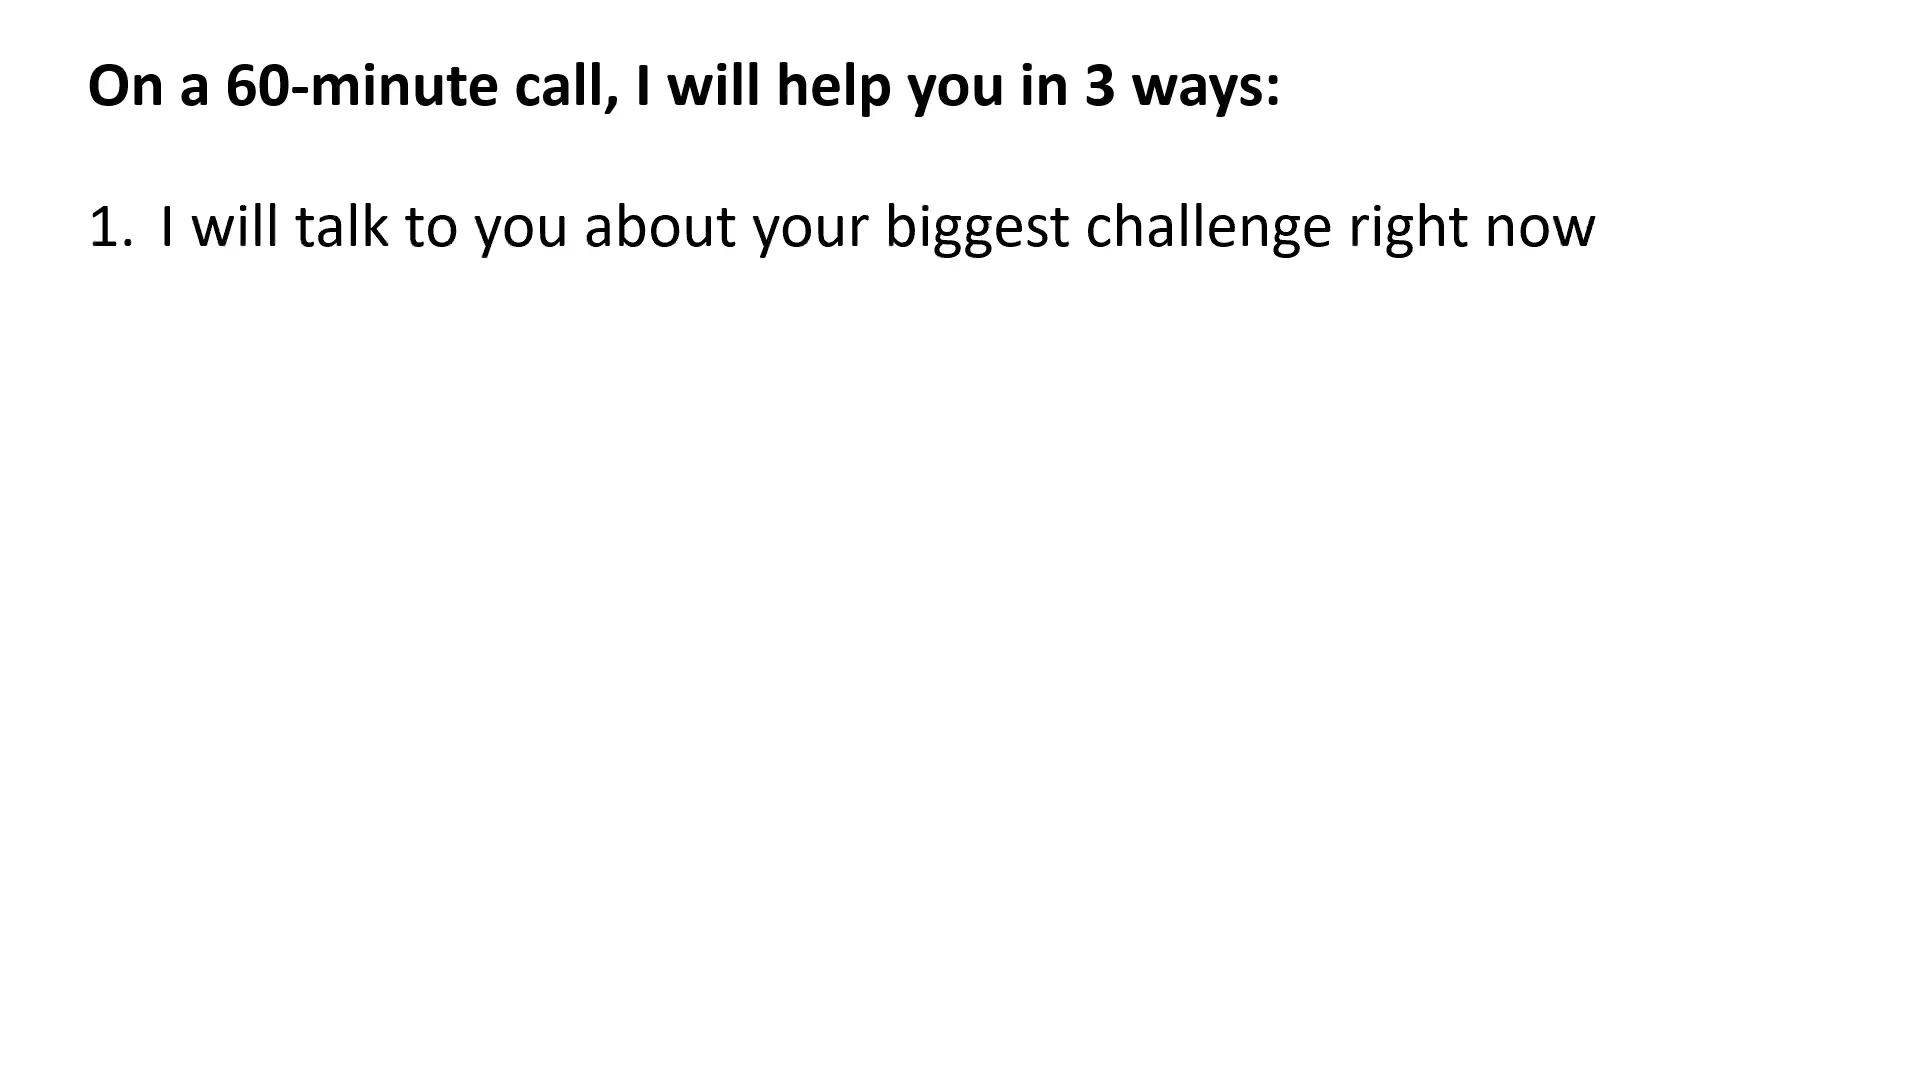 On a 60-minute call, I will help you in 3 ways:
1. I will talk to you about your biggest challenge right now